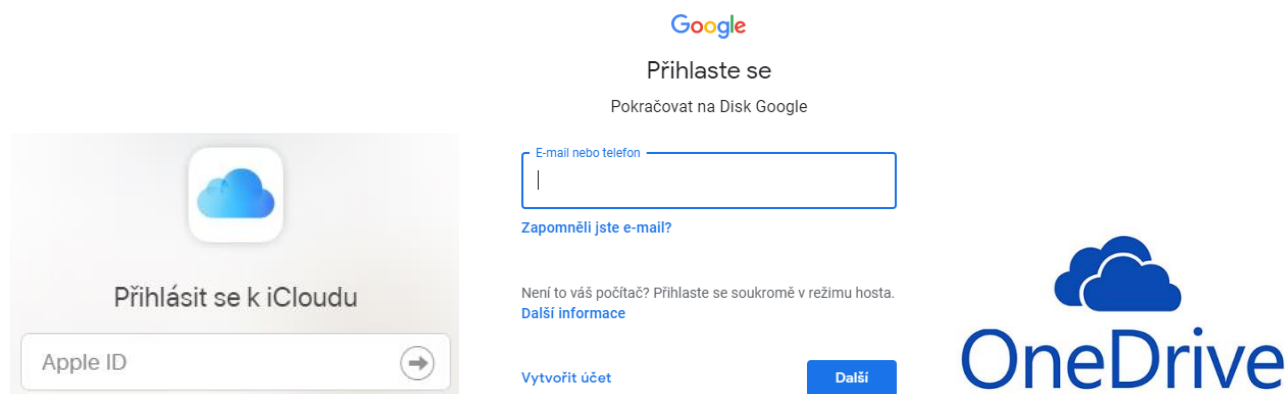 Přihlásit se k iCloudu
Apple ID
Google
Přihlaste se
Pokračovat na Disk Google
E-mail nebo telefon
Zapomněli jste e-mail?
Není to váš počítač? Přihlaste se soukromě v režimu hosta.
Další informace
Vytvořit účet
Další
OneDrive